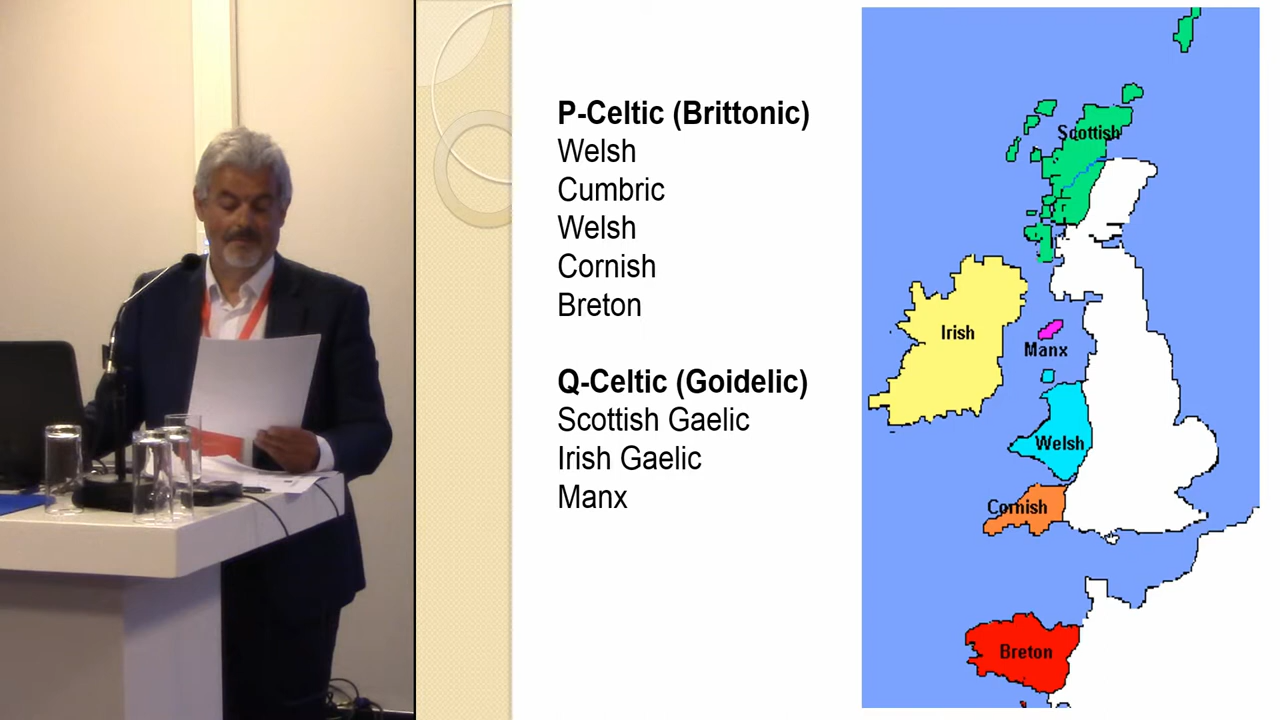 P-Celtic (Brittonic)
Welsh
Cumbric
Welsh
Cornish
Breton
Q-Celtic (Goidelic)
Scottish Gaelic
Irish Gaelic
Manx
Scottish
Irish
Manx
Welsh
Cornish
Breton